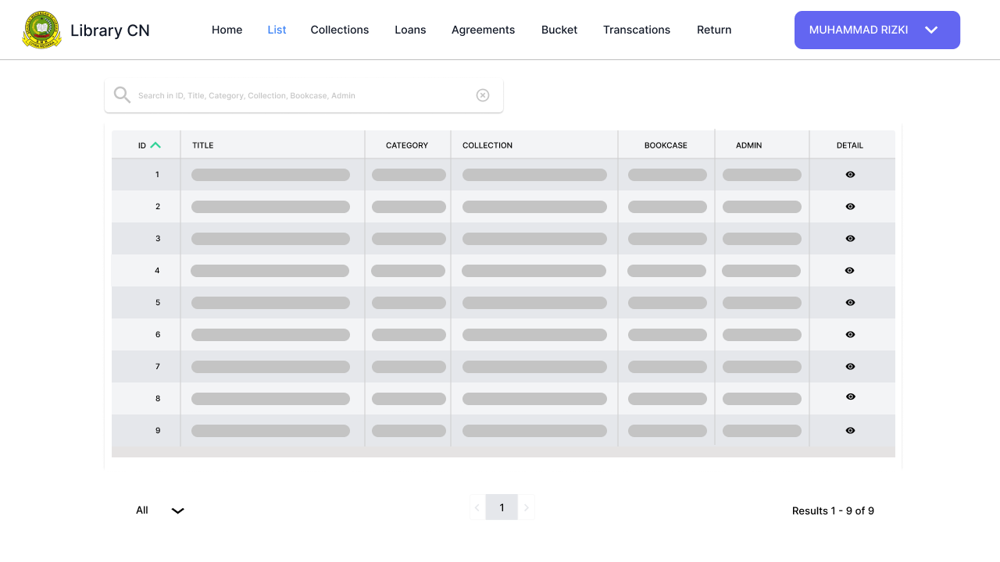 Library CN
Home List Collections Loans Agreements Bucket Transcations Return
MUHAMMAD RIZKI
Search in ID, Title, Category, Collection, Bookcase, Admin
ID TITLE CATEGORY COLLECTION BOOKCASE ADMIN DETAIL
1
2
3
4
5
6
7
8
9
All
1
Results 1 - 9 of 9